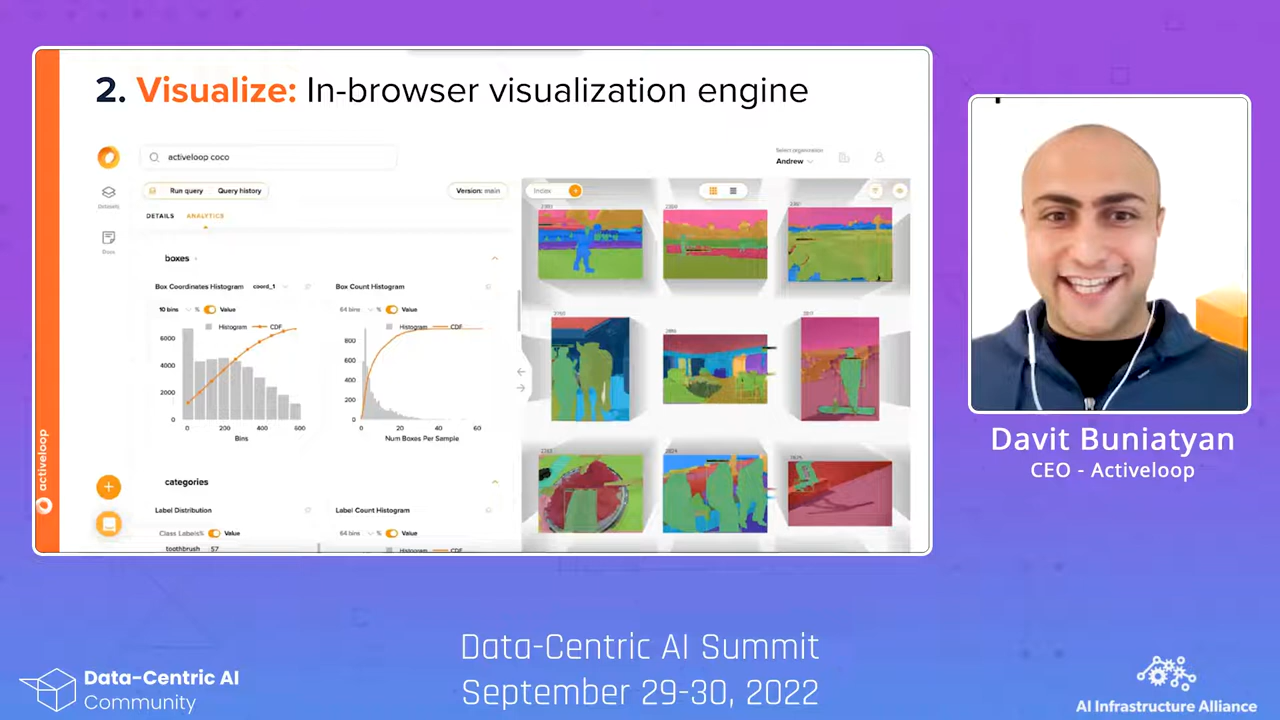 2. Visualize: In-browser visualization engine
activeloop coco
Select organisation
Andrew
Datasets
Docs
Run query Query history
Version: main
DETAILS ANALYTICS
boxes
Box Coordinates Histogram coord_1
10 bins % Value
Histogram CDF
6000
4000
2000
0
0 200 400 600
Bins
Box Count Histogram
64 bins % Value
Histogram CDF
800
600
400
200
0
0 20 40 60
Num Boxes Per Sample
categories
Label Distribution
Class Labels% Value
toothbrush 57
Label Count Histogram
64 bins % Value
Histogram CDF
Index
activeloop
Davit Buniatyan
CEO - Activeloop
Data-Centric AI Summit
September 29-30, 2022
Data-Centric AI
Community
AI Infrastructure Alliance